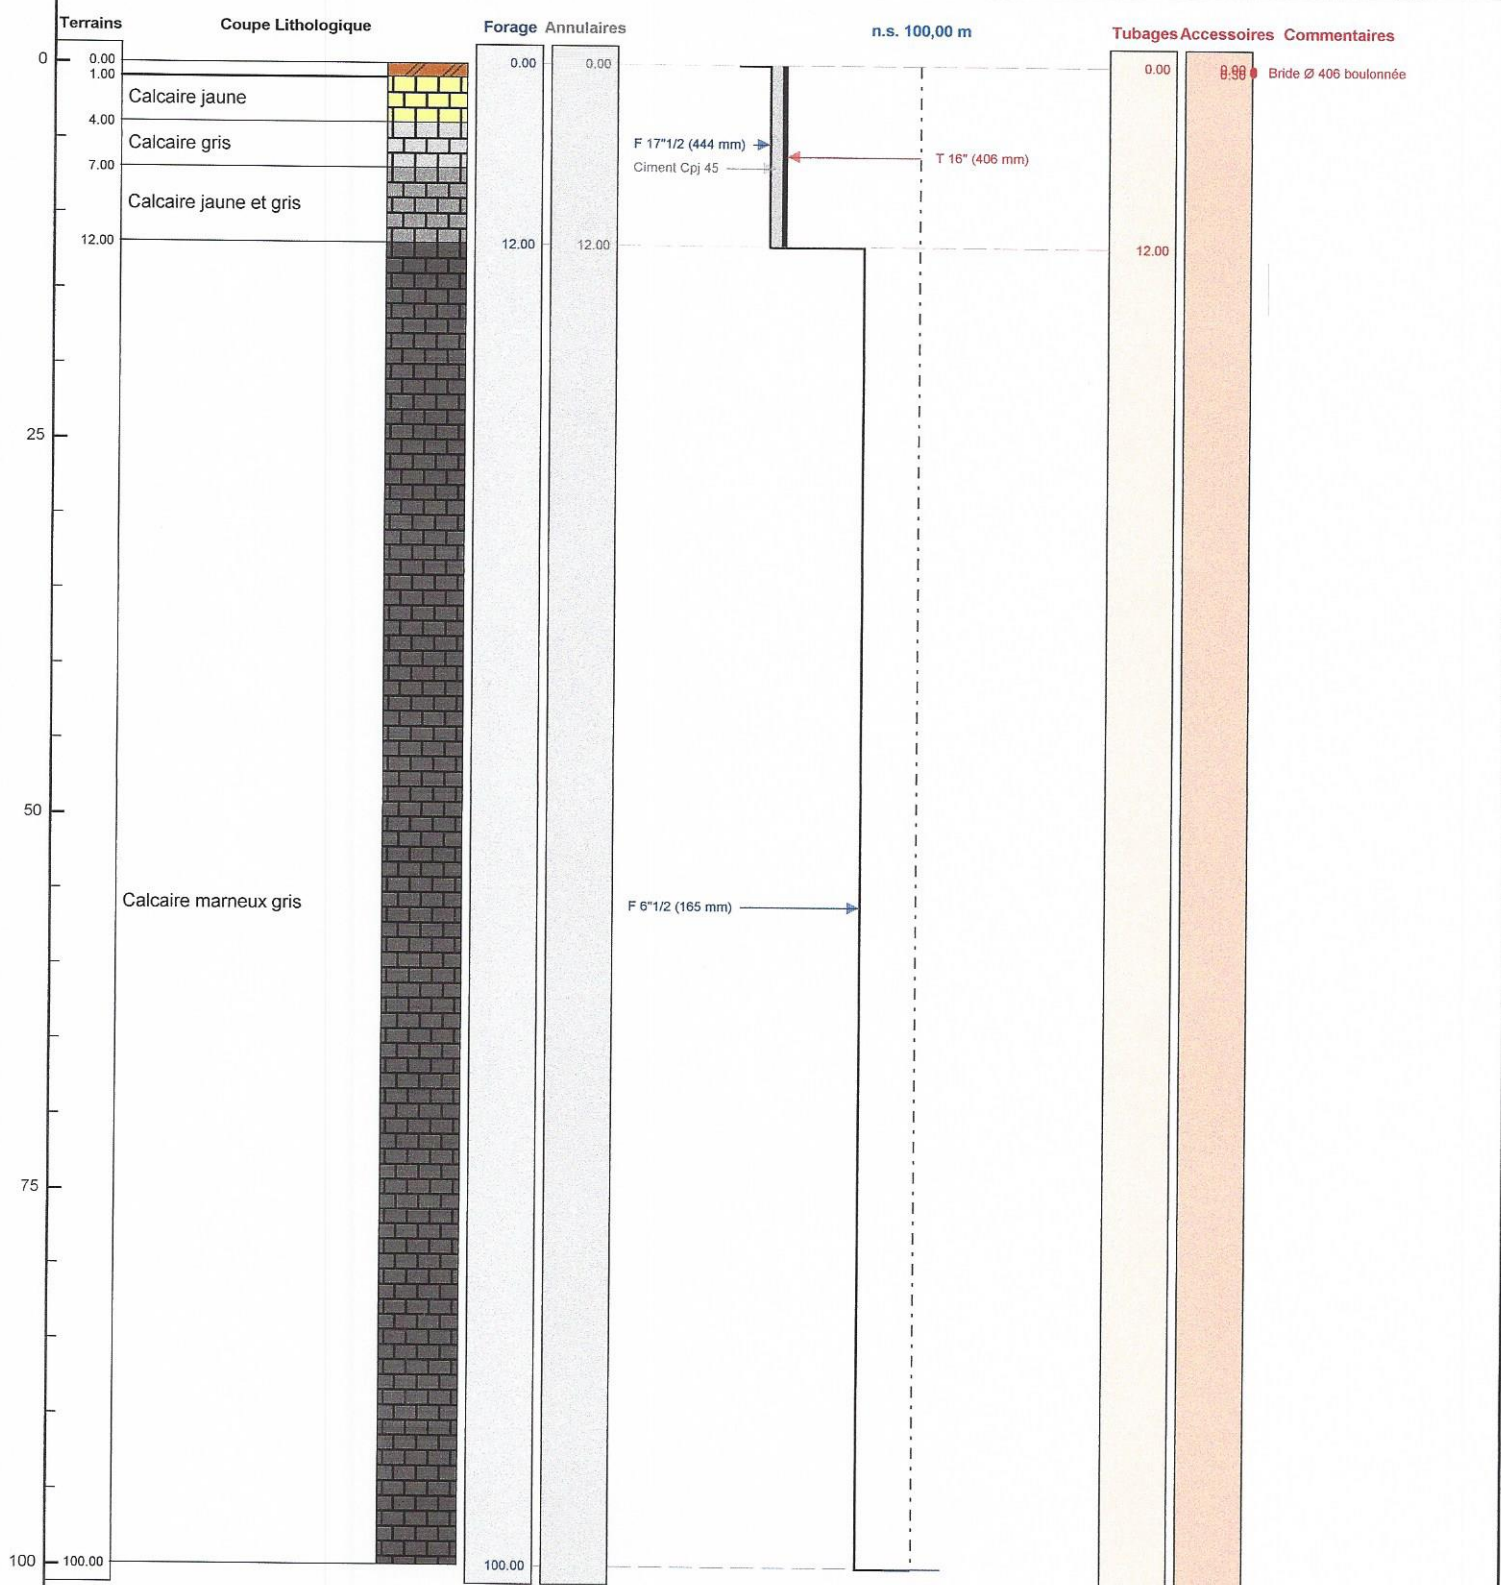 Terrains Coupe Lithologique Forage Annulaires n.s. 100,00 m Tubages Accessoires Commentaires
0 0.00 0.00 0.00 0.00 0.00
1.00 Bride Ø 406 boulonnée
Calcaire jaune
4.00
Calcaire gris F 17"1/2 (444 mm) T 16" (406 mm)
7.00 Ciment Cpj 45
Calcaire jaune et gris
12.00 12.00 12.00 12.00
25
50
Calcaire marneux gris F 6"1/2 (165 mm)
75
100 100.00 100.00